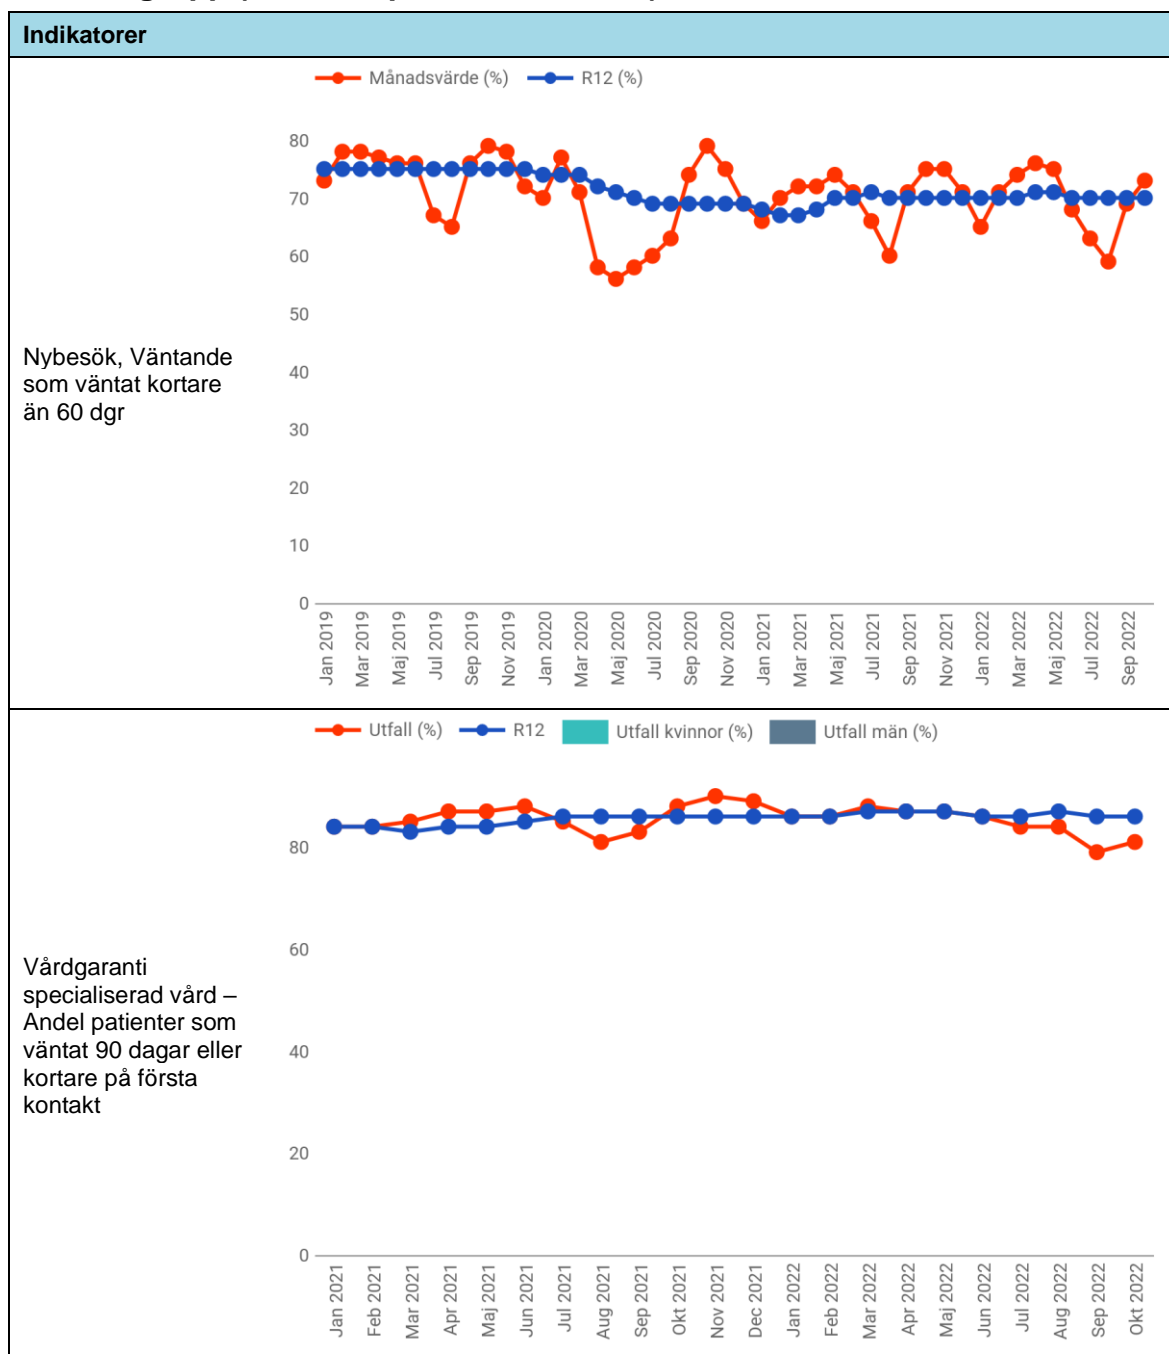 Indikatorer
Månadsvärde (%) R12 (%)
80
70
60
50
40
30
20
10
0
Jan 2019 Mar 2019 Maj 2019 Jul 2019 Sep 2019 Nov 2019 Jan 2020 Mar 2020 Maj 2020 Jul 2020 Sep 2020 Nov 2020 Jan 2021 Mar 2021 Maj 2021 Jul 2021 Sep 2021 Nov 2021 Jan 2022 Mar 2022 Maj 2022 Jul 2022 Sep 2022
Nybesök, Väntande
som väntat kortare
än 60 dgr
Utfall (%) R12 Utfall kvinnor (%) Utfall män (%)
80
60
40
20
0
Jan 2021 Feb 2021 Mar 2021 Apr 2021 Maj 2021 Jun 2021 Jul 2021 Aug 2021 Sep 2021 Okt 2021 Nov 2021 Dec 2021 Jan 2022 Feb 2022 Mar 2022 Apr 2022 Maj 2022 Jun 2022 Jul 2022 Aug 2022 Sep 2022 Okt 2022
Vårdgaranti
specialiserad vård –
Andel patienter som
väntat 90 dagar eller
kortare på första
kontakt